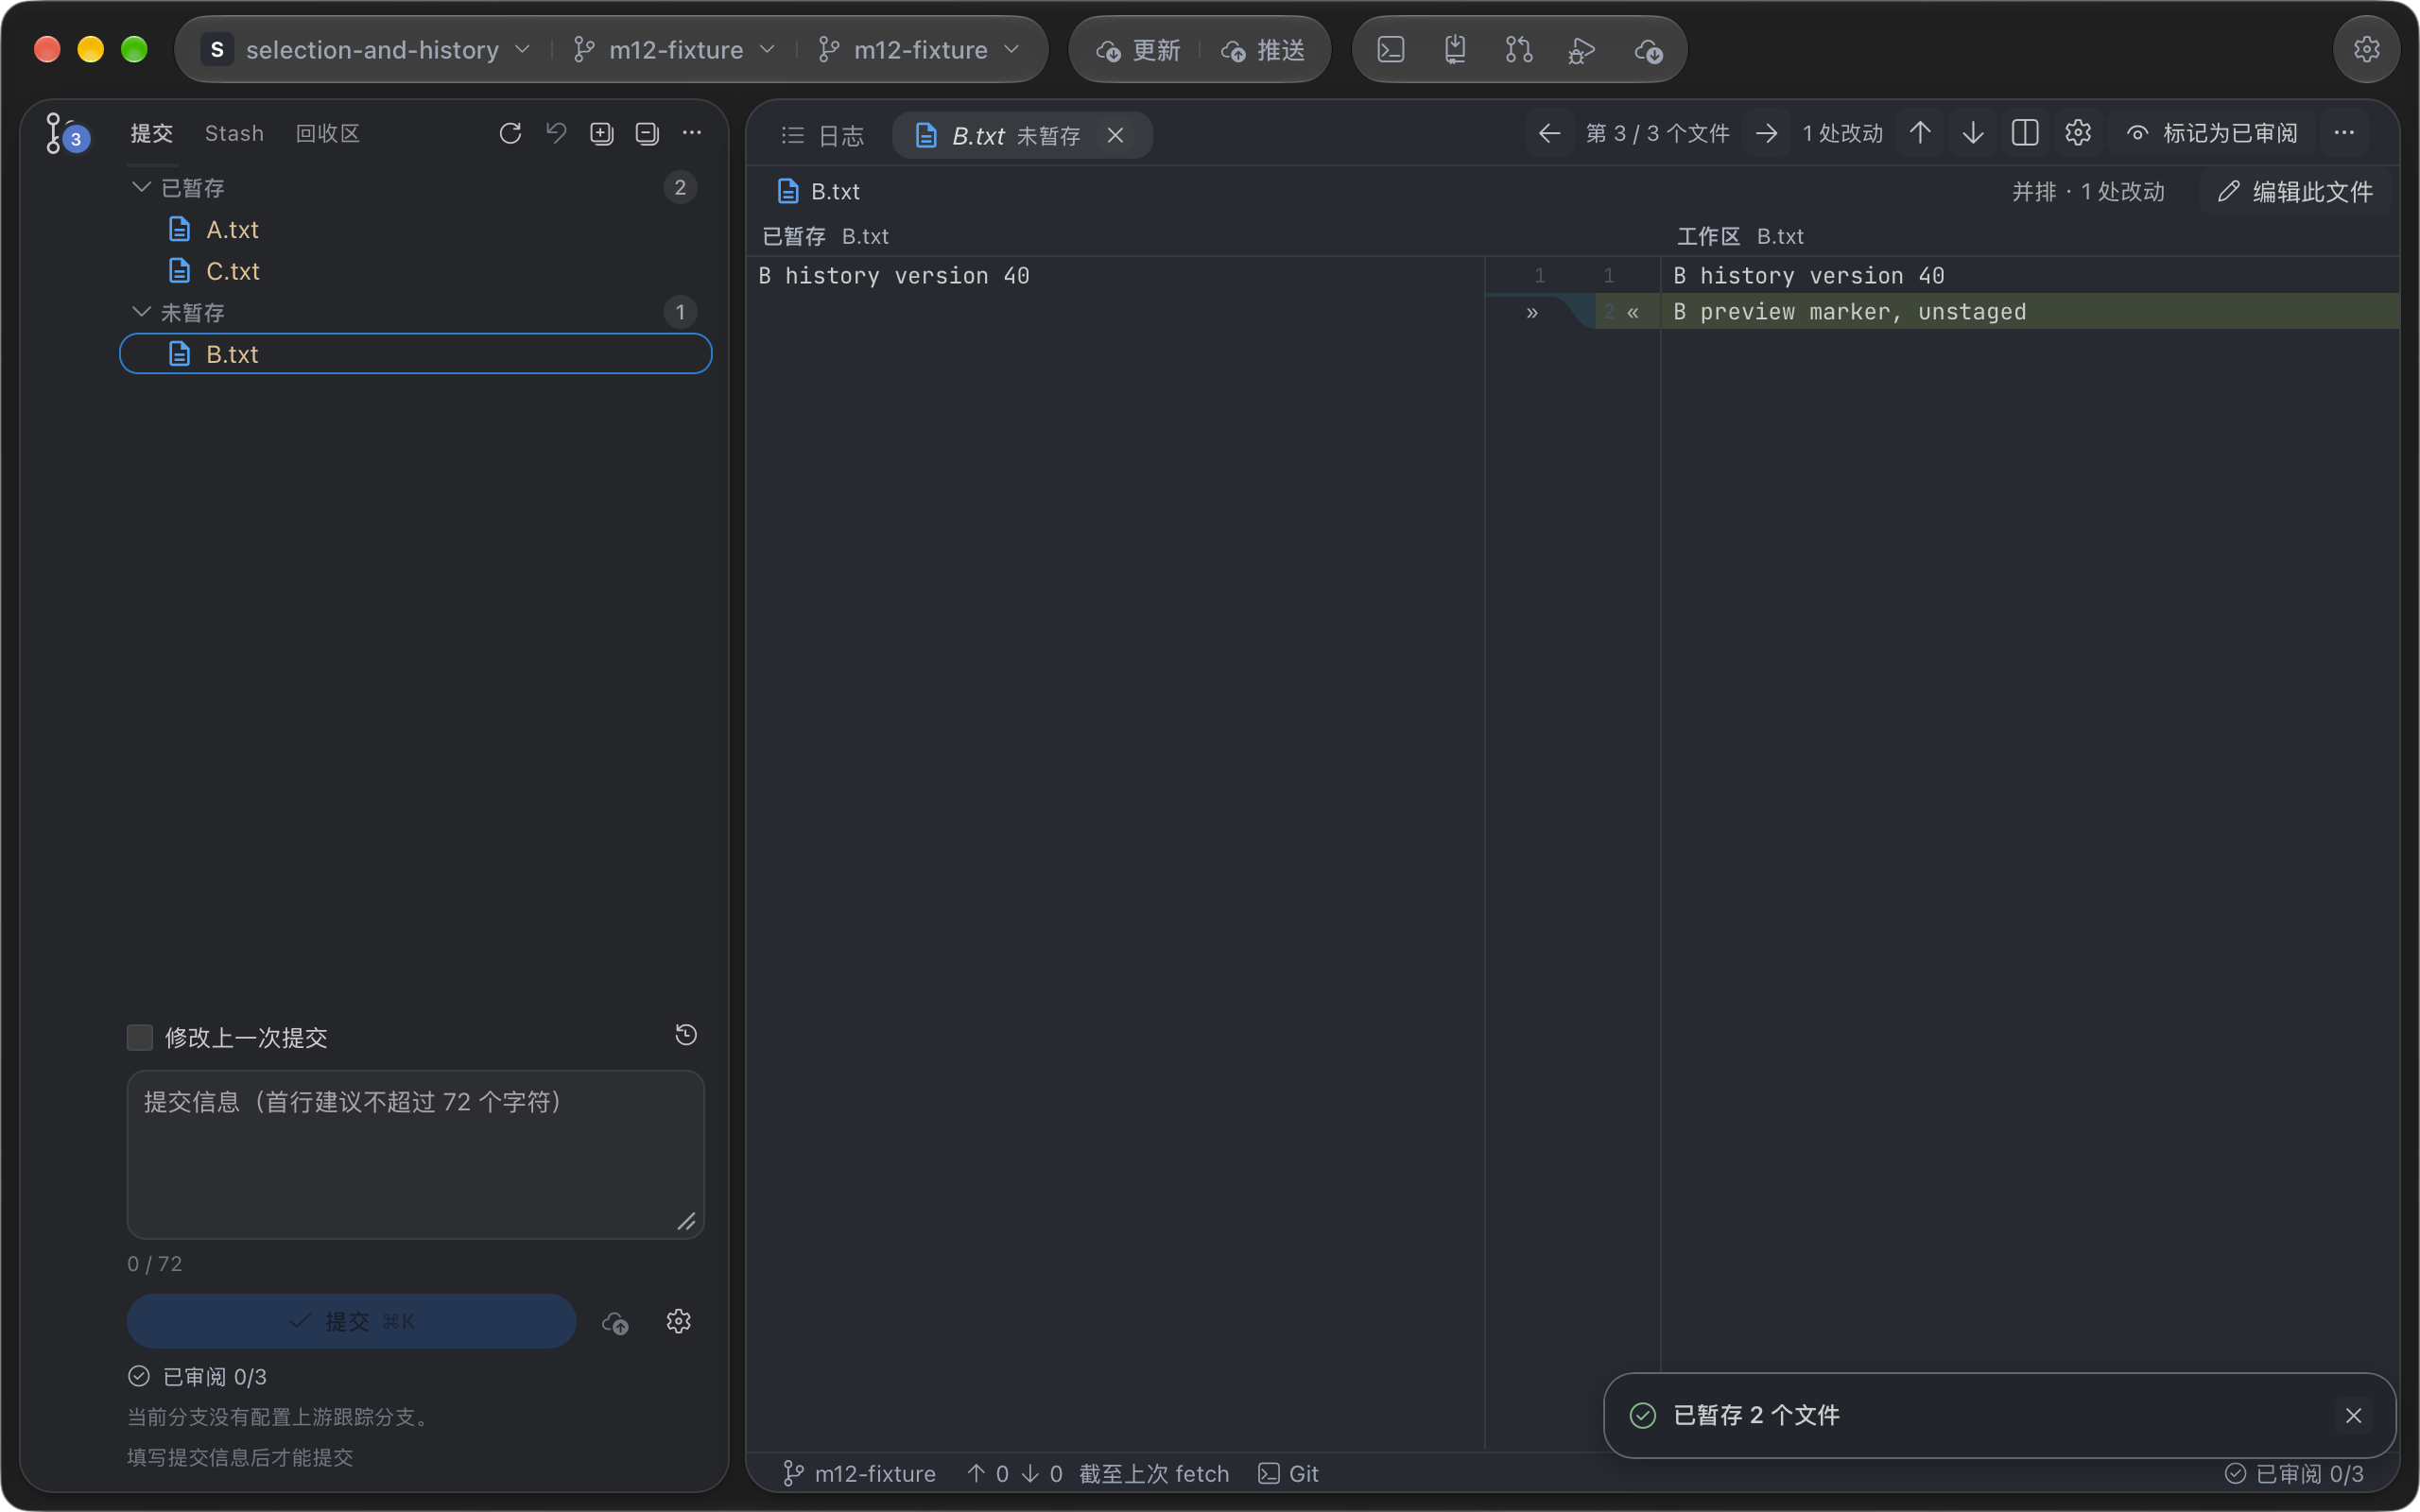 S selection-and-history m12-fixture m12-fixture 更新 推送
3 提交 Stash 回收区
已暂存 2
A.txt
C.txt
未暂存 1
B.txt
日志 B.txt 未暂存 第 3 / 3 个文件 1 处改动 标记为已审阅
B.txt 并排 · 1 处改动 编辑此文件
已暂存 B.txt 工作区 B.txt
B history version 40 1 1 B history version 40
» 2 « B preview marker, unstaged
修改上一次提交
提交信息（首行建议不超过 72 个字符）
0 / 72
提交 ⌘K
已审阅 0/3
当前分支没有配置上游跟踪分支。
填写提交信息后才能提交
已暂存 2 个文件
m12-fixture ↑ 0 ↓ 0 截至上次 fetch Git 已审阅 0/3